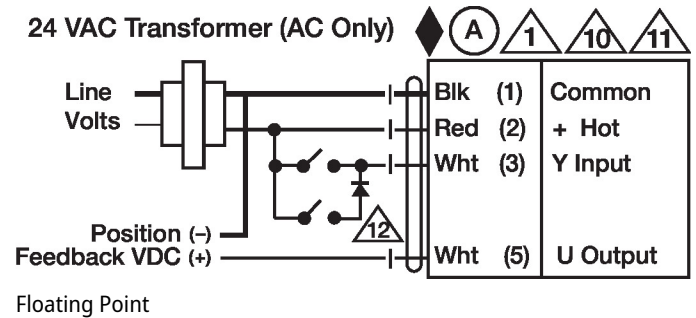 24 VAC Transformer (AC Only)
A
1
10
11
Line
Volts
Blk (1) Common
Red (2) + Hot
Wht (3) Y Input
12
Position (–)
Feedback VDC (+)
Wht (5) U Output
Floating Point